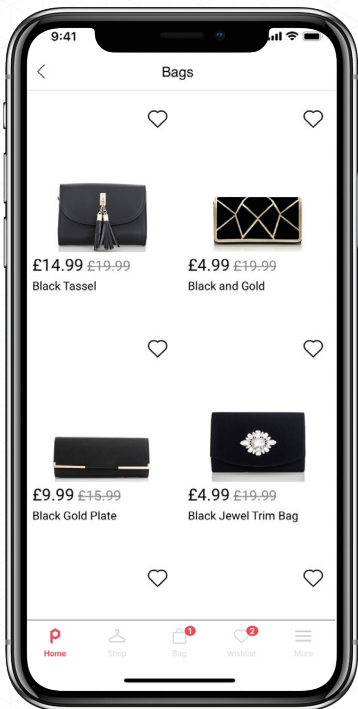 9:41
Bags
£14.99 £19.99
Black Tassel
£4.99 £19.99
Black and Gold
£9.99 £15.99
Black Gold Plate
£4.99 £19.99
Black Jewel Trim Bag
1
2
Home
Shop
Bag
Wishlist
More